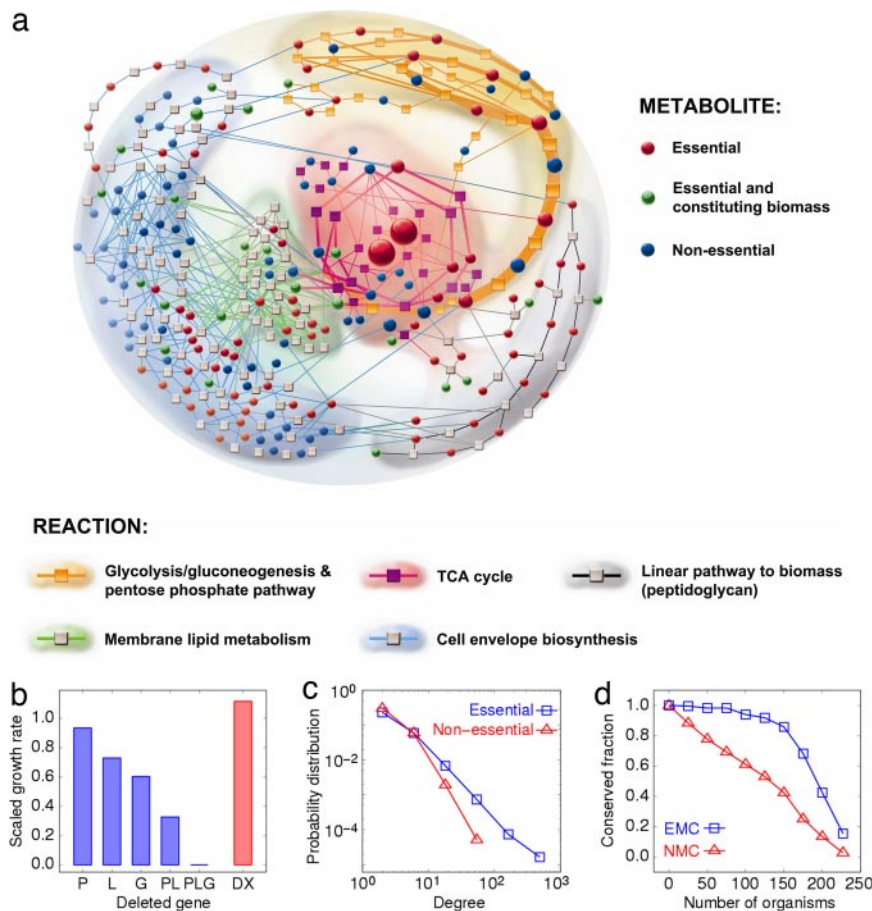 a
METABOLITE:
Essential
Essential and
constituting biomass
Non-essential
REACTION:
Glycolysis/gluconeogenesis &
pentose phosphate pathway
TCA cycle
Linear pathway to biomass
(peptidoglycan)
Membrane lipid metabolism
Cell envelope biosynthesis
b
Scaled growth rate
1.0
0.8
0.6
0.4
0.2
0.0
P L G PL PLG DX
Deleted gene
c
Probability distribution
10^0
10^-2
10^-4
Essential
Non-essential
10^0 10^1 10^2 10^3
Degree
d
Conserved fraction
1.0
0.8
0.6
0.4
0.2
0.0
EMC
NMC
0 50 100 150 200 250
Number of organisms